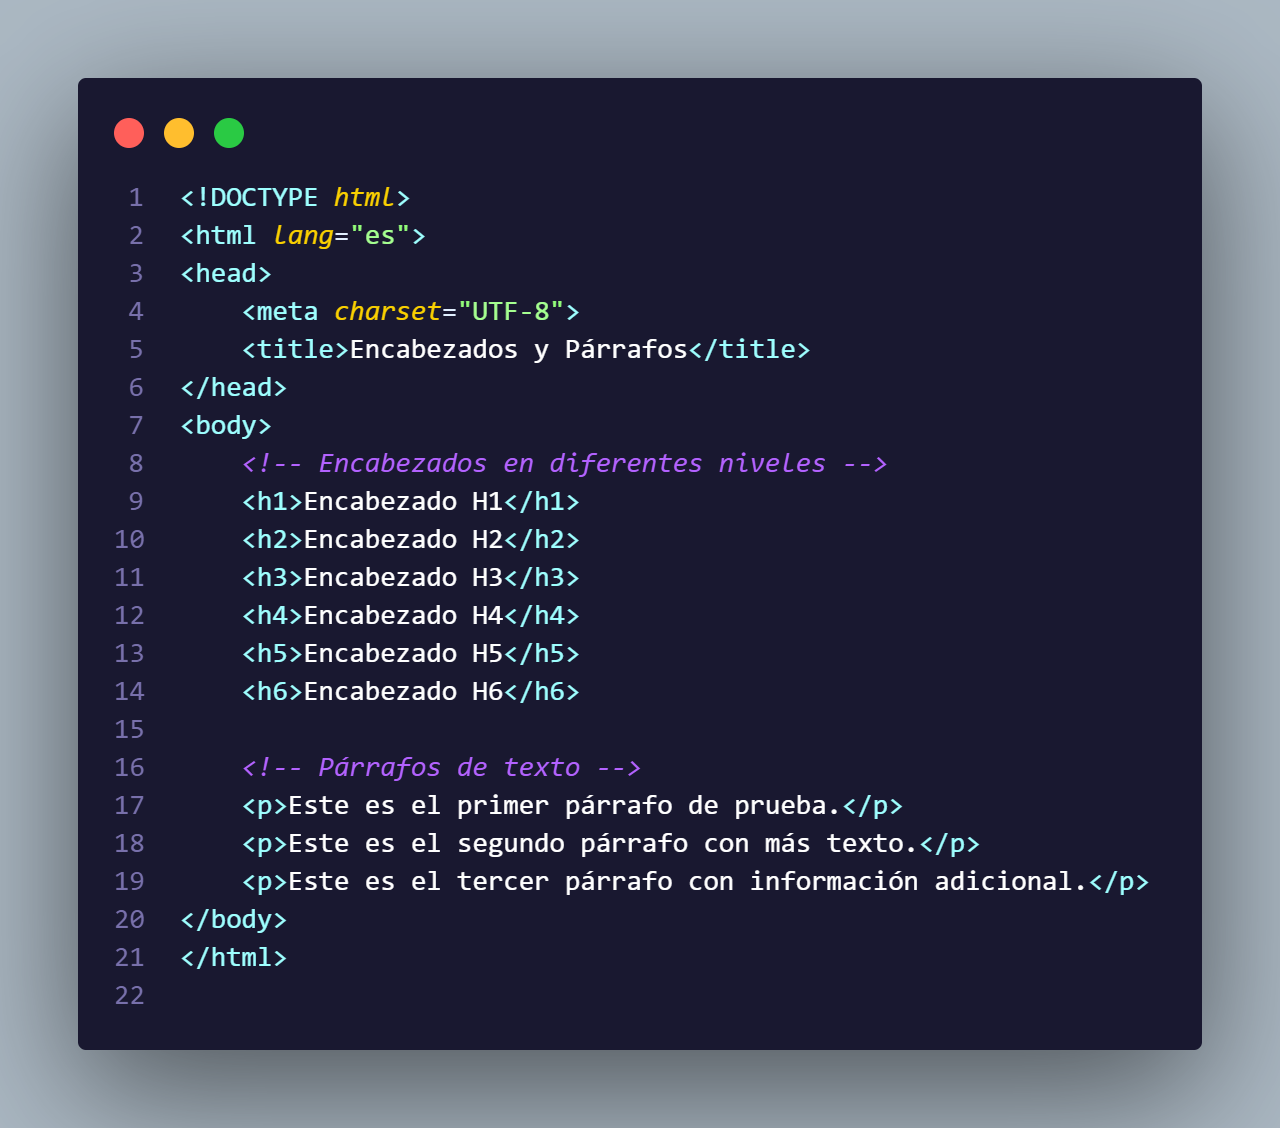 1 <!DOCTYPE html>
2 <html lang="es">
3 <head>
4     <meta charset="UTF-8">
5     <title>Encabezados y Párrafos</title>
6 </head>
7 <body>
8     <!-- Encabezados en diferentes niveles -->
9     <h1>Encabezado H1</h1>
10     <h2>Encabezado H2</h2>
11     <h3>Encabezado H3</h3>
12     <h4>Encabezado H4</h4>
13     <h5>Encabezado H5</h5>
14     <h6>Encabezado H6</h6>
15
16     <!-- Párrafos de texto -->
17     <p>Este es el primer párrafo de prueba.</p>
18     <p>Este es el segundo párrafo con más texto.</p>
19     <p>Este es el tercer párrafo con información adicional.</p>
20 </body>
21 </html>
22